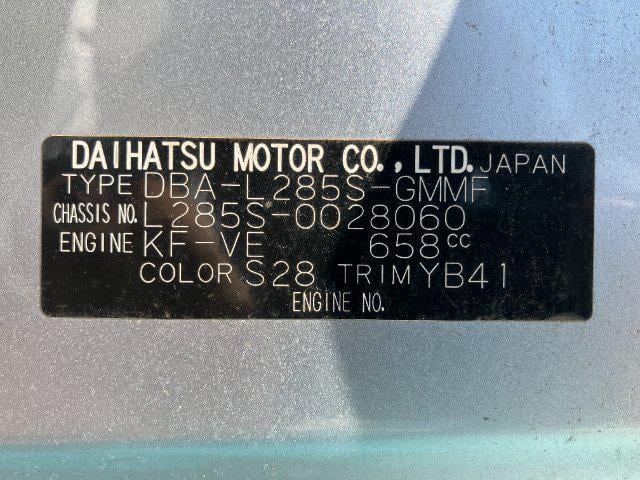 DAIHATSU MOTOR CO., LTD. JAPAN
TYPE DBA-L285S-GMMF
CHASSIS NO. L285S-0028060
ENGINE KF-VE 658cc
COLOR S28 TRIM YB41
ENGINE NO.